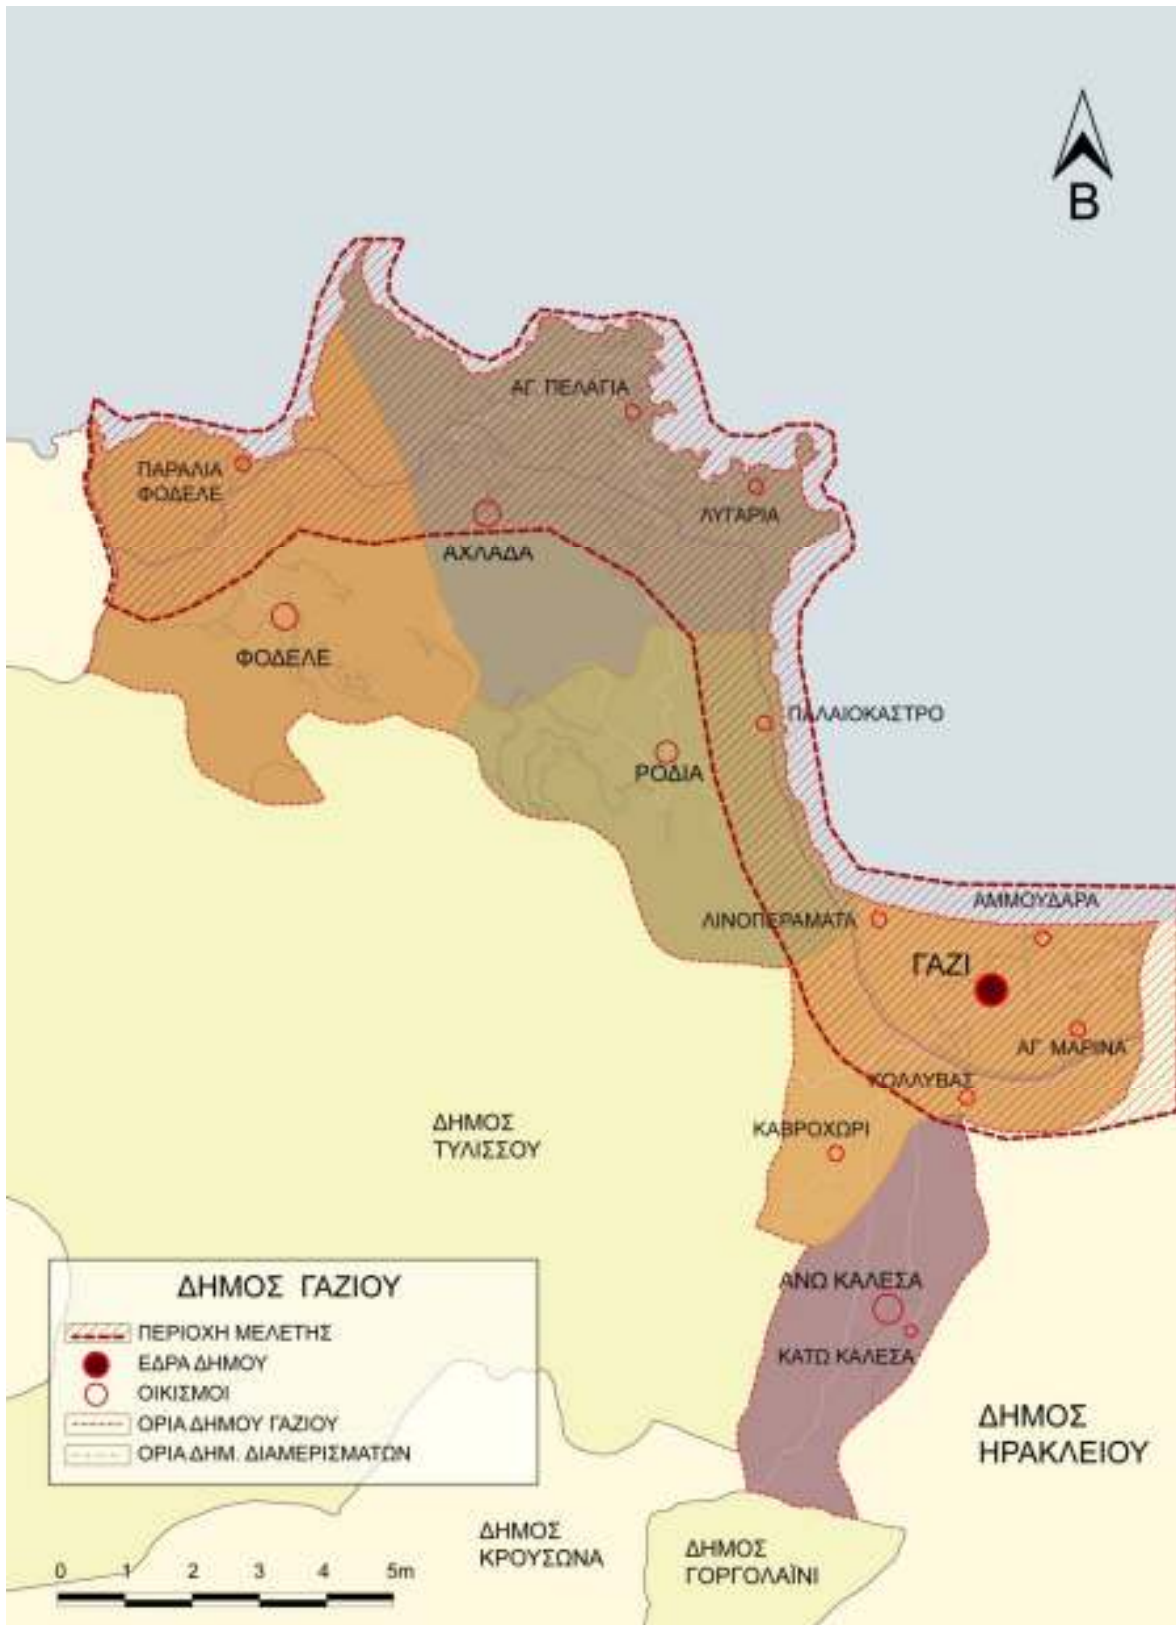 Β
ΑΓ. ΠΕΛΑΓΙΑ
ΠΑΡΑΛΙΑ
ΦΟΔΕΛΕ
ΛΥΓΑΡΙΑ
ΑΧΛΑΔΑ
ΦΟΔΕΛΕ
ΠΑΛΑΙΟΚΑΣΤΡΟ
ΡΟΔΙΑ
ΑΜΜΟΥΔΑΡΑ
ΛΙΝΟΠΕΡΑΜΑΤΑ
ΓΑΖΙ
ΑΓ. ΜΑΡΙΝΑ
ΚΟΛΛΥΒΑΣ
ΚΑΒΡΟΧΩΡΙ
ΔΗΜΟΣ
ΤΥΛΙΣΣΟΥ
ΑΝΩ ΚΑΛΕΣΑ
ΚΑΤΩ ΚΑΛΕΣΑ
ΔΗΜΟΣ ΓΑΖΙΟΥ
ΠΕΡΙΟΧΗ ΜΕΛΕΤΗΣ
ΕΔΡΑ ΔΗΜΟΥ
ΟΙΚΙΣΜΟΙ
ΟΡΙΑ ΔΗΜΟΥ ΓΑΖΙΟΥ
ΟΡΙΑ ΔΗΜ. ΔΙΑΜΕΡΙΣΜΑΤΩΝ
ΔΗΜΟΣ
ΗΡΑΚΛΕΙΟΥ
ΔΗΜΟΣ
ΚΡΟΥΣΩΝΑ
ΔΗΜΟΣ
ΓΟΡΓΟΛΑΪΝΙ
0 1 2 3 4 5m